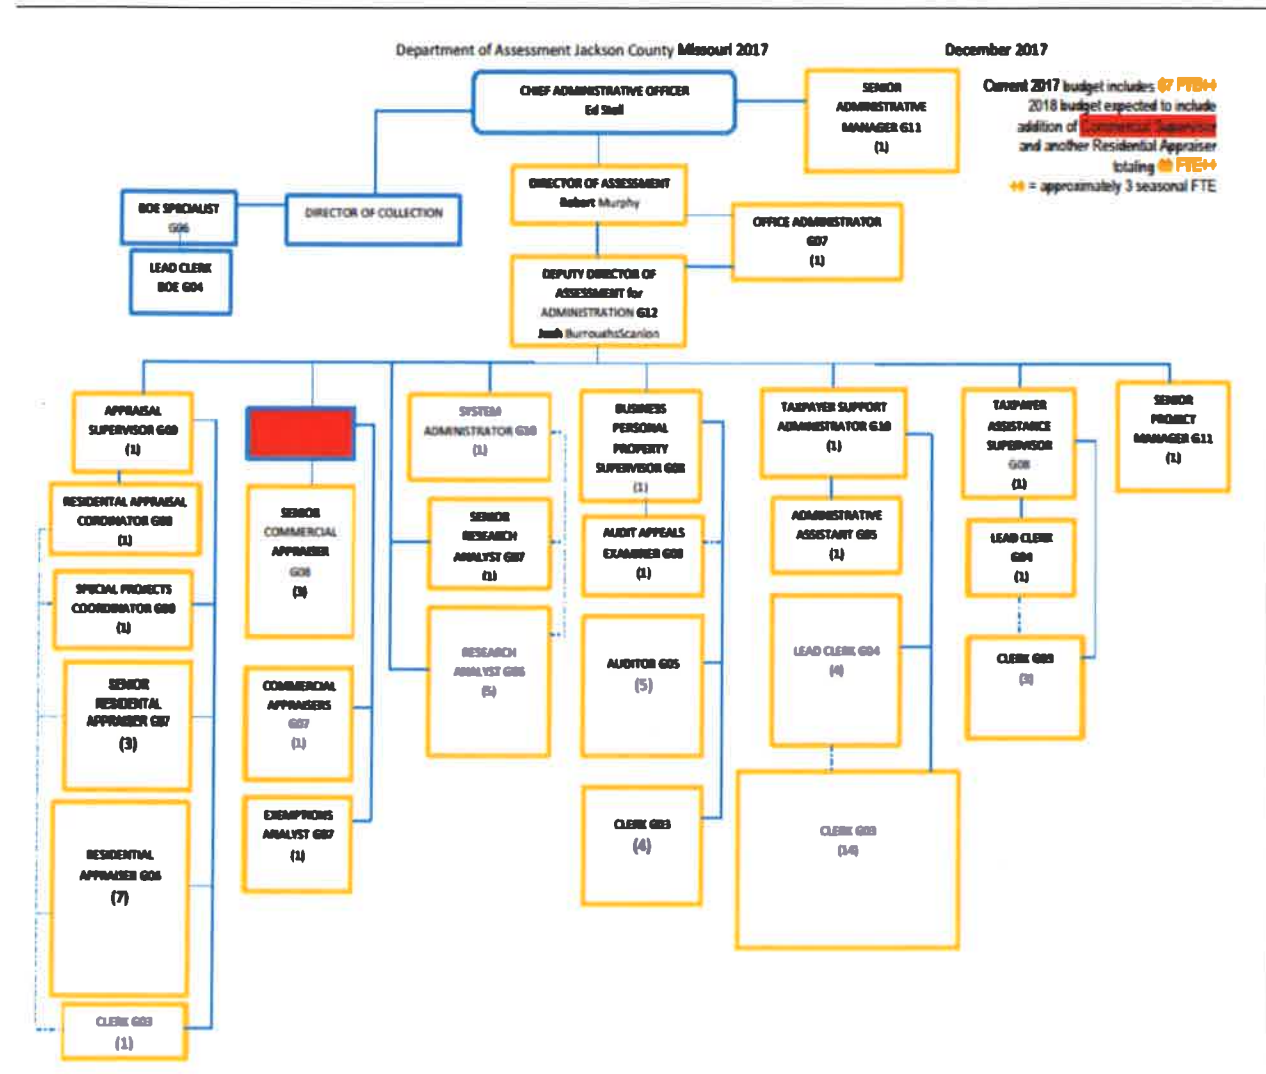 Department of Assessment Jackson County Missouri 2017
December 2017
Current 2017 budget includes FTE++
2018 budget expected to include
addition of Commercial Supervisor
and another Residential Appraiser
totaling FTE++
++ = approximately 3 seasonal FTE
CHIEF ADMINISTRATIVE OFFICER
Ed Stoll
SENIOR
ADMINISTRATIVE
MANAGER G11
(1)
DIRECTOR OF ASSESSMENT
Robert Murphy
BOE SPECIALIST
G06
DIRECTOR OF COLLECTION
OFFICE ADMINISTRATOR
G07
(1)
LEAD CLERK
BOE G04
DEPUTY DIRECTOR OF
ASSESSMENT for
ADMINISTRATION G12
BurroughsScanlon
APPRAISAL
SUPERVISOR G09
(1)
RESIDENTAL APPRAISAL
CORDINATOR G08
(1)
SPECIAL PROJECTS
COORDINATOR G08
(1)
SENIOR
RESIDENTAL
APPRAISER G07
(3)
RESIDENTIAL
APPRAISER G06
(7)
CLERK G03
(1)
SENIOR
COMMERCIAL
APPRAISER
G08
(3)
COMMERCIAL
APPRAISERS
G07
(1)
EXEMPTIONS
ANALYST G07
(1)
SYSTEM
ADMINISTRATOR G10
(1)
SENIOR
RESEARCH
ANALYST G07
(1)
RESEARCH
ANALYST G06
(5)
BUSINESS
PERSONAL
PROPERTY
SUPERVISOR G08
(1)
AUDIT APPEALS
EXAMINER G08
(1)
AUDITOR G05
(5)
CLERK G03
(4)
TAXPAYER SUPPORT
ADMINISTRATOR G10
(1)
ADMINISTRATIVE
ASSISTANT G05
(1)
LEAD CLERK G04
(4)
CLERK G03
(14)
TAXPAYER
ASSISTANCE
SUPERVISOR
G08
(1)
LEAD CLERK
G04
(1)
CLERK G03
(3)
SENIOR
PROJECT
MANAGER G11
(1)